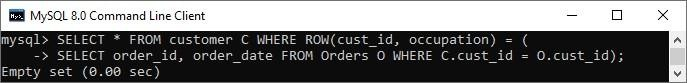 MySQL 8.0 Command Line Client
mysql> SELECT * FROM customer C WHERE ROW(cust_id, occupation) = (
    -> SELECT order_id, order_date FROM Orders O WHERE C.cust_id = O.cust_id);
Empty set (0.00 sec)